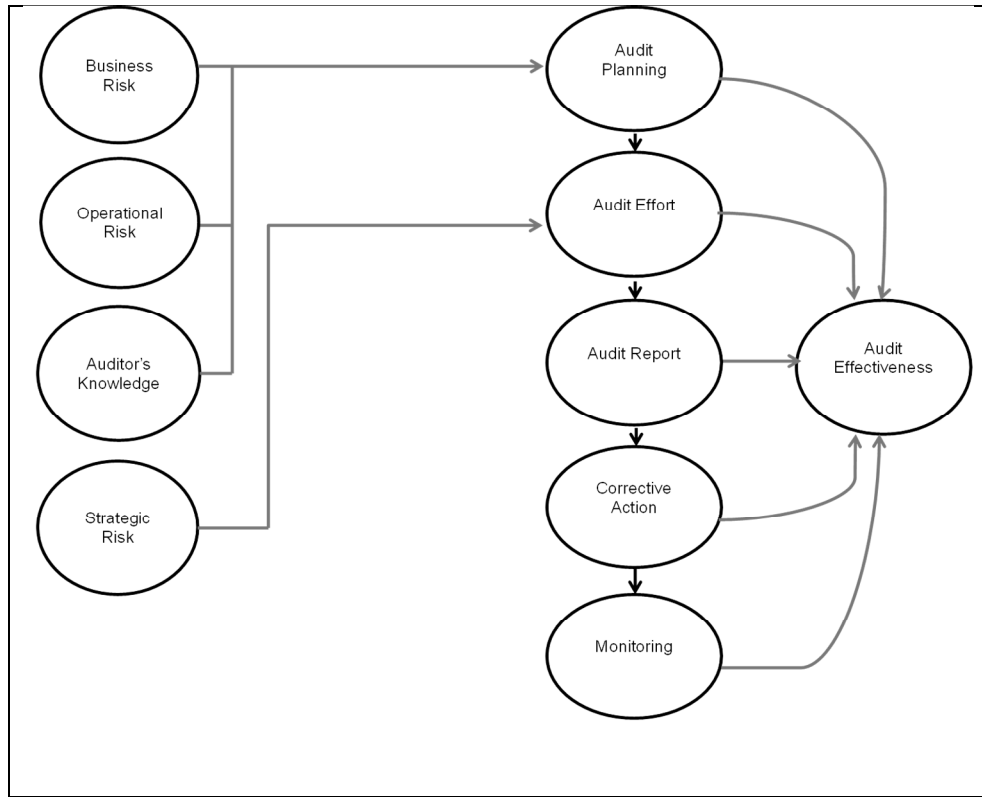 Business
Risk
Operational
Risk
Auditor's
Knowledge
Strategic
Risk
Audit
Planning
Audit Effort
Audit Report
Corrective
Action
Monitoring
Audit
Effectiveness